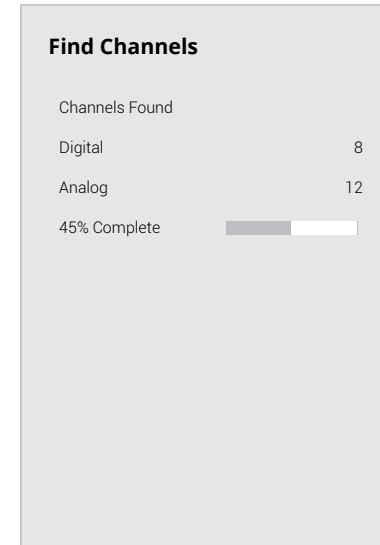 Find Channels
Channels Found
Digital 8
Analog 12
45% Complete